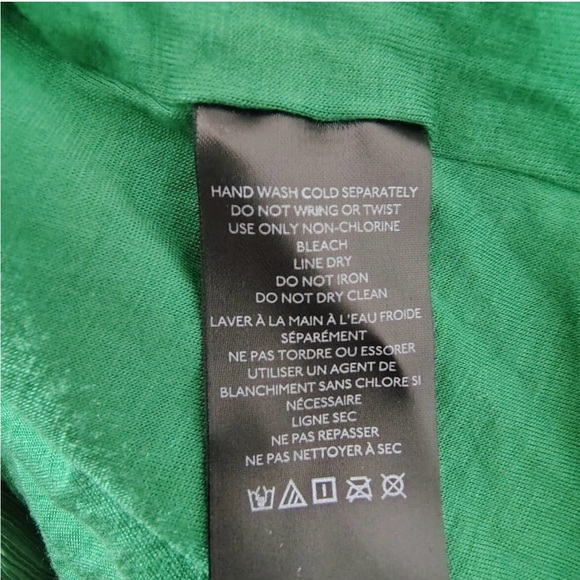 HAND WASH COLD SEPARATELY
DO NOT WRING OR TWIST
USE ONLY NON-CHLORINE
BLEACH
LINE DRY
DO NOT IRON
DO NOT DRY CLEAN
LAVER À LA MAIN À L'EAU FROIDE
SÉPARÉMENT
NE PAS TORDRE OU ESSORER
UTILISER UN AGENT DE
BLANCHIMENT SANS CHLORE SI
NÉCESSAIRE
LIGNE SEC
NE PAS REPASSER
NE PAS NETTOYER À SEC